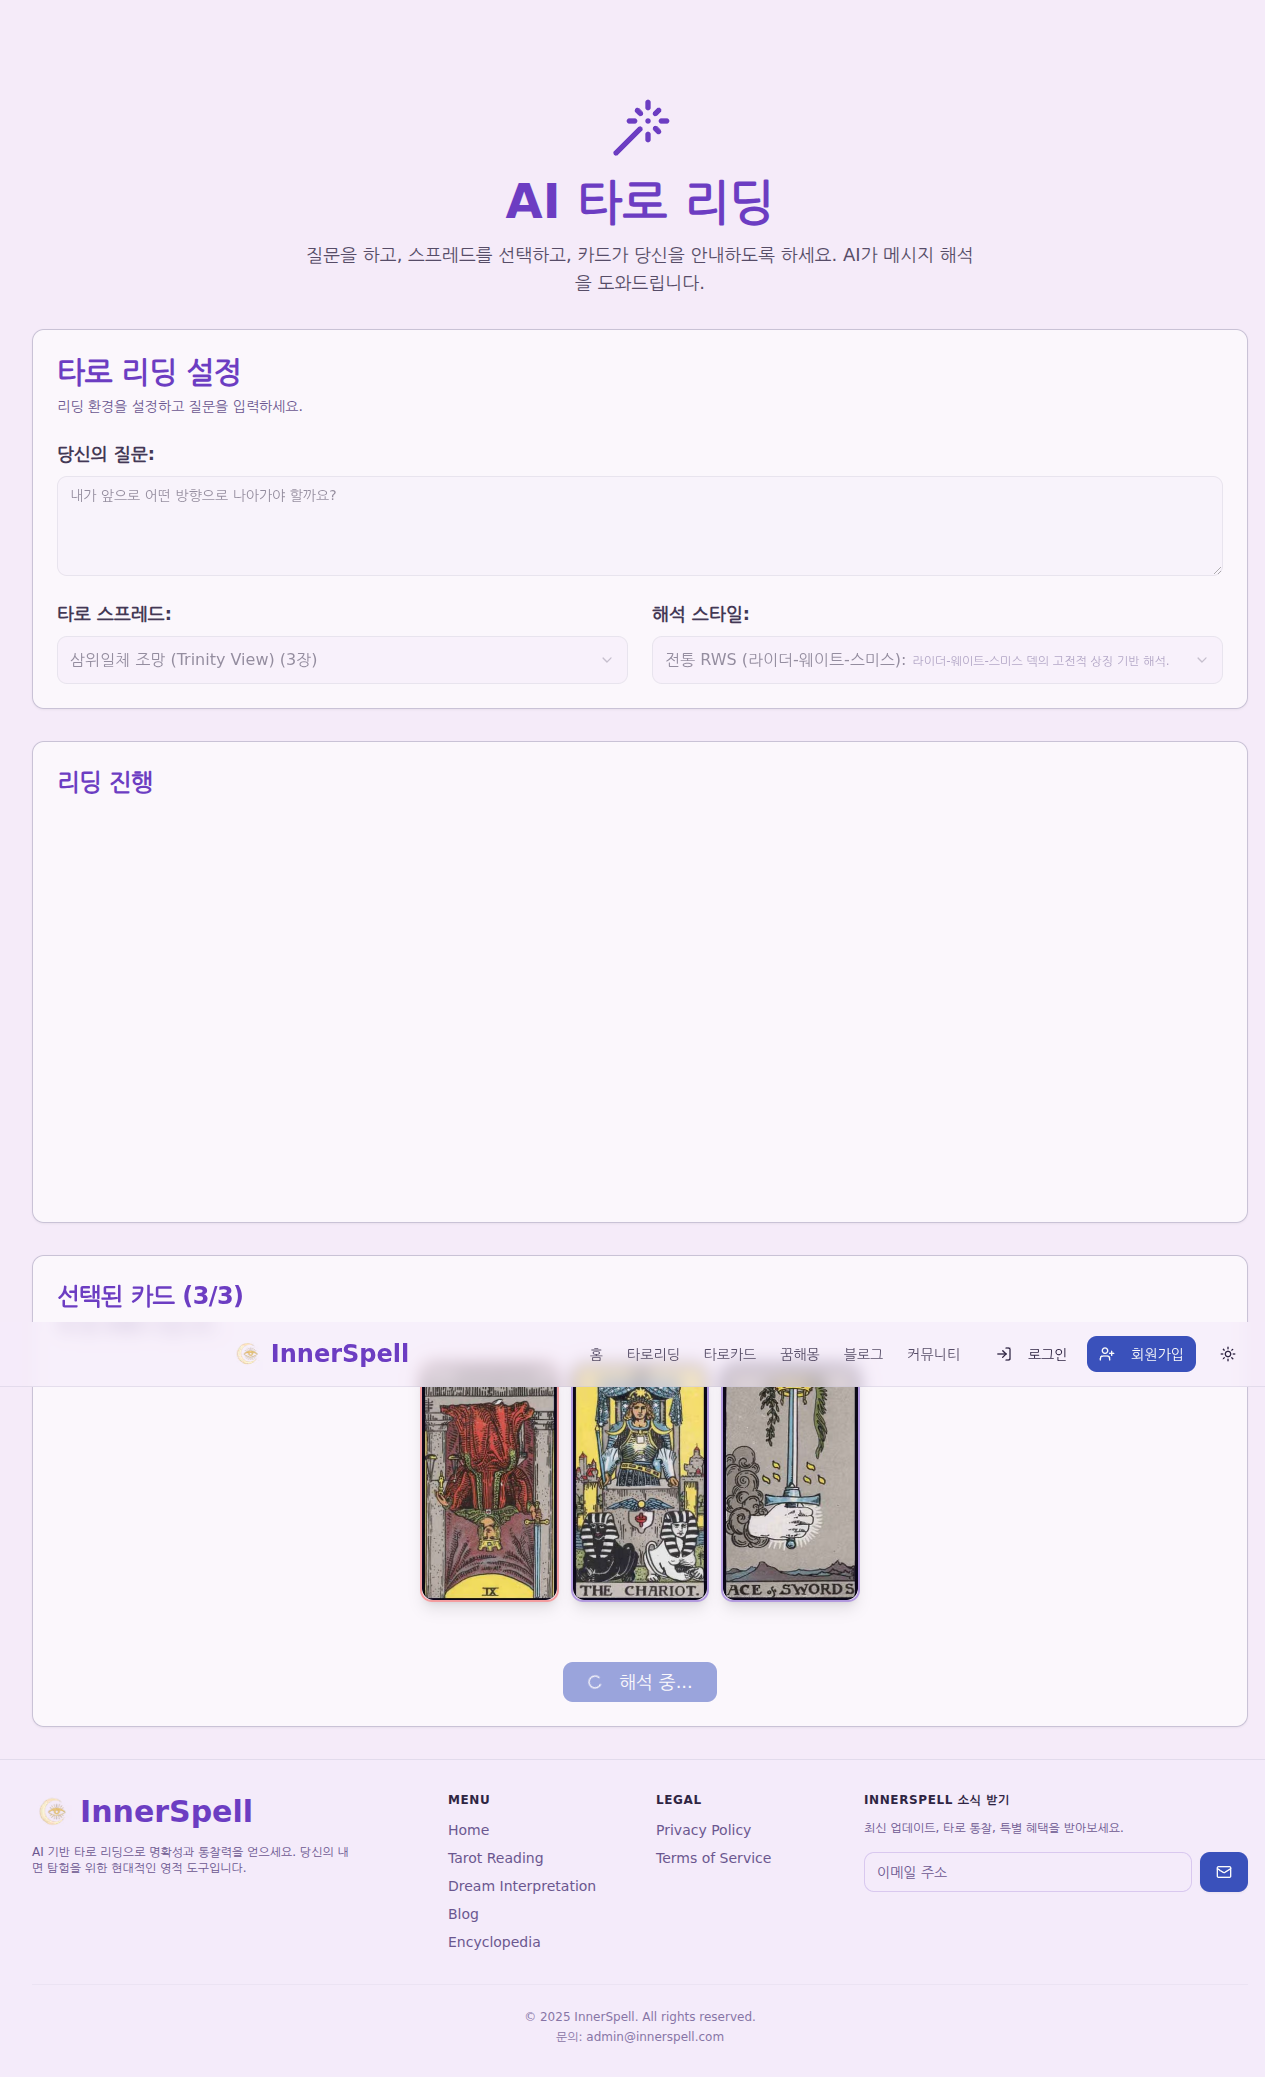 AI 타로 리딩
질문을 하고, 스프레드를 선택하고, 카드가 당신을 안내하도록 하세요. AI가 메시지 해석
을 도와드립니다.
타로 리딩 설정
리딩 환경을 설정하고 질문을 입력하세요.
당신의 질문:
내가 앞으로 어떤 방향으로 나아가야 할까요?
타로 스프레드:
해석 스타일:
삼위일체 조망 (Trinity View) (3장)
전통 RWS (라이더-웨이트-스미스): 라이더-웨이트-스미스 덱의 고전적 상징 기반 해석.
리딩 진행
선택된 카드 (3/3)
InnerSpell
홈 타로리딩 타로카드 꿈해몽 블로그 커뮤니티 로그인 회원가입
XI
THE CHARIOT.
ACE of SWORDS
해석 중...
InnerSpell
AI 기반 타로 리딩으로 명확성과 통찰력을 얻으세요. 당신의 내
면 탐험을 위한 현대적인 영적 도구입니다.
MENU
Home
Tarot Reading
Dream Interpretation
Blog
Encyclopedia
LEGAL
Privacy Policy
Terms of Service
INNERSPELL 소식 받기
최신 업데이트, 타로 통찰, 특별 혜택을 받아보세요.
이메일 주소
© 2025 InnerSpell. All rights reserved.
문의: admin@innerspell.com